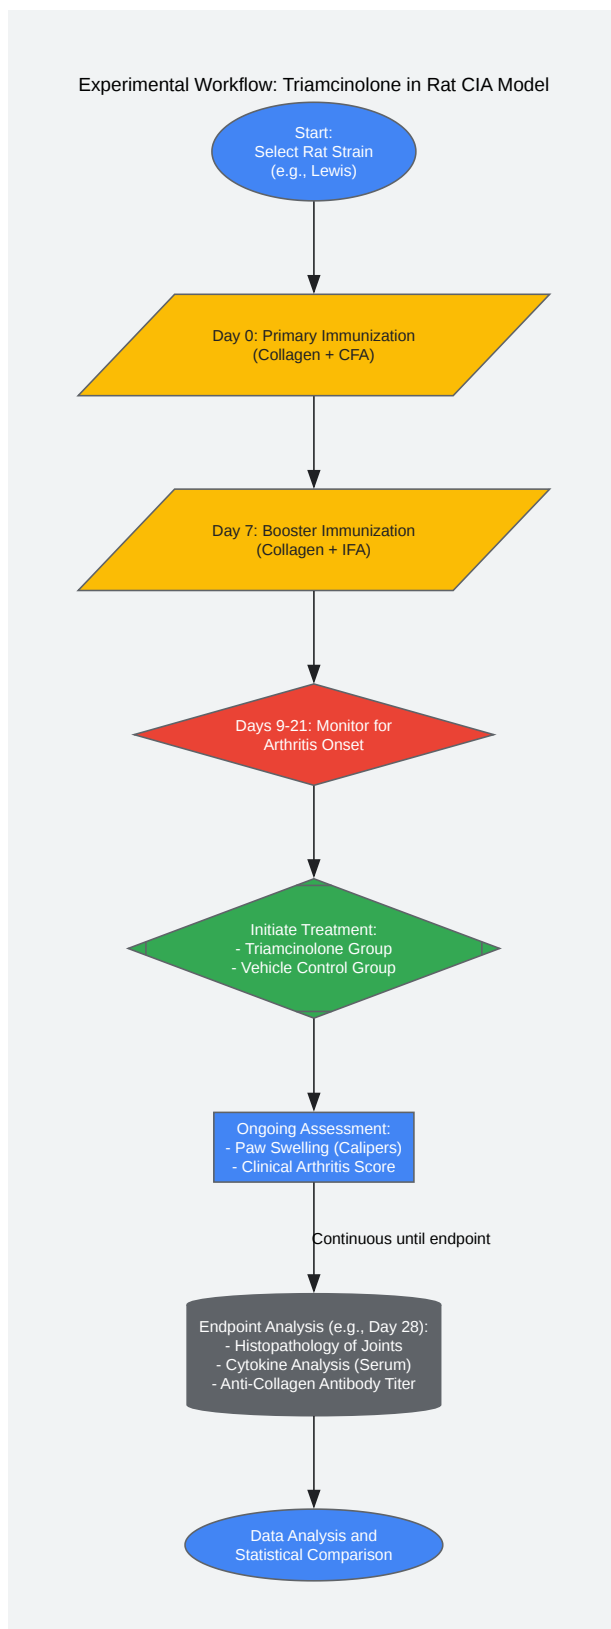 Experimental Workflow: Triamcinolone in Rat CIA Model
Start:
Select Rat Strain
(e.g., Lewis)
Day 0: Primary Immunization
(Collagen + CFA)
Day 7: Booster Immunization
(Collagen + IFA)
Days 9-21: Monitor for
Arthritis Onset
Initiate Treatment:
- Triamcinolone Group
- Vehicle Control Group
Ongoing Assessment:
- Paw Swelling (Calipers)
- Clinical Arthritis Score
Continuous until endpoint
Endpoint Analysis (e.g., Day 28):
- Histopathology of Joints
- Cytokine Analysis (Serum)
- Anti-Collagen Antibody Titer
Data Analysis and
Statistical Comparison